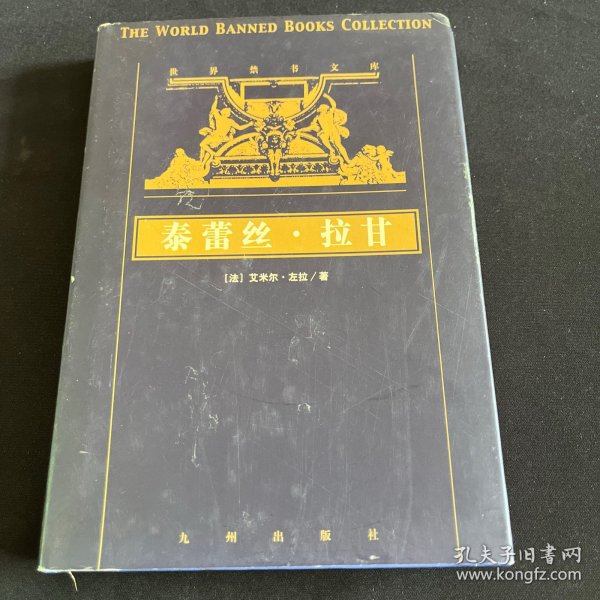 THE WORLD BANNED BOOKS COLLECTION
世界禁书文库
泰蕾丝·拉甘
[法] 艾米尔·左拉/著
九州出版社
孔夫子旧书网
www.kongfz.com